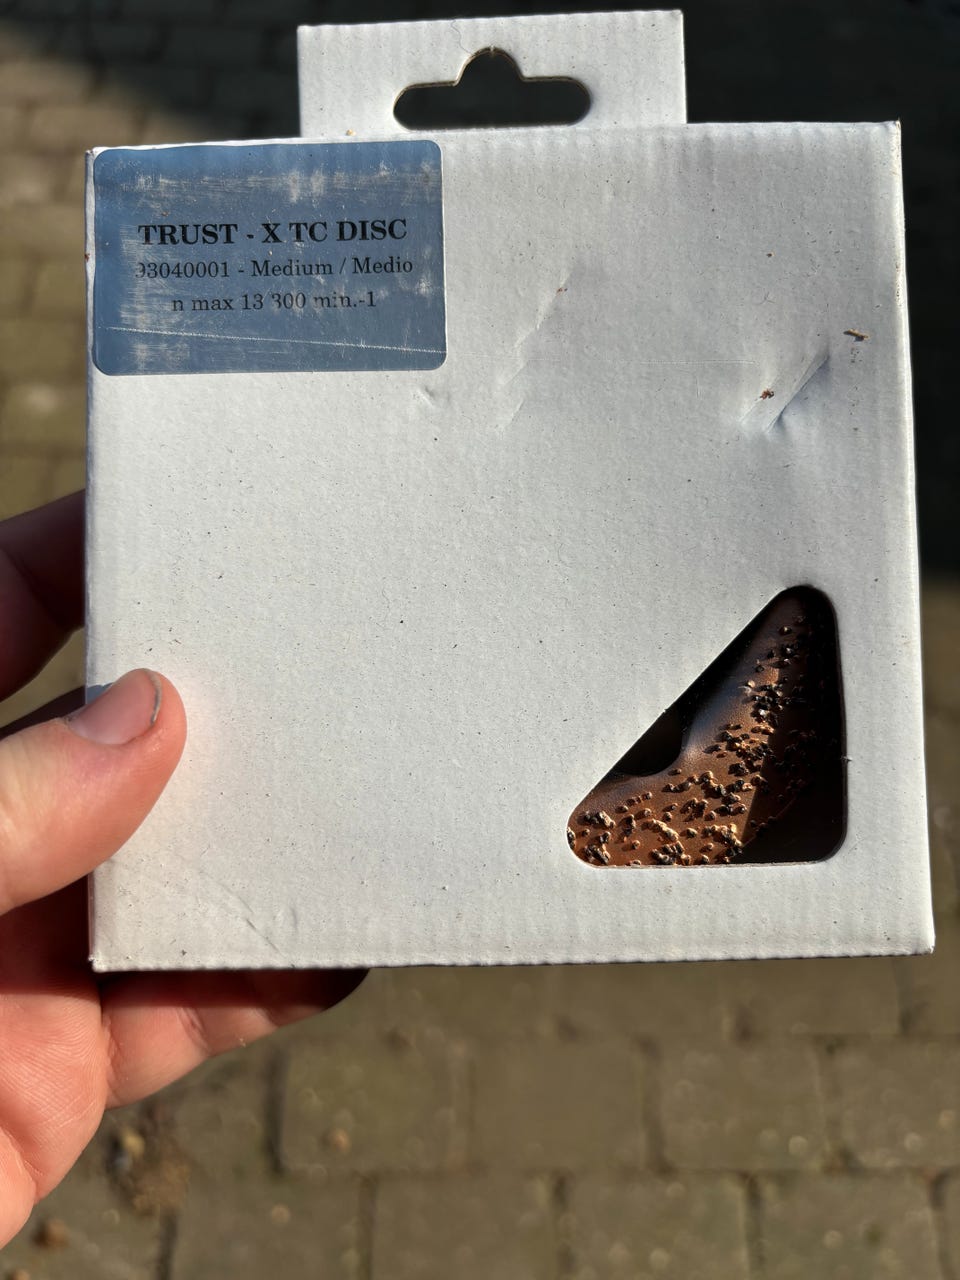 TRUST - X TC DISC
93040001 - Medium / Medio
n max 13 300 min.-1